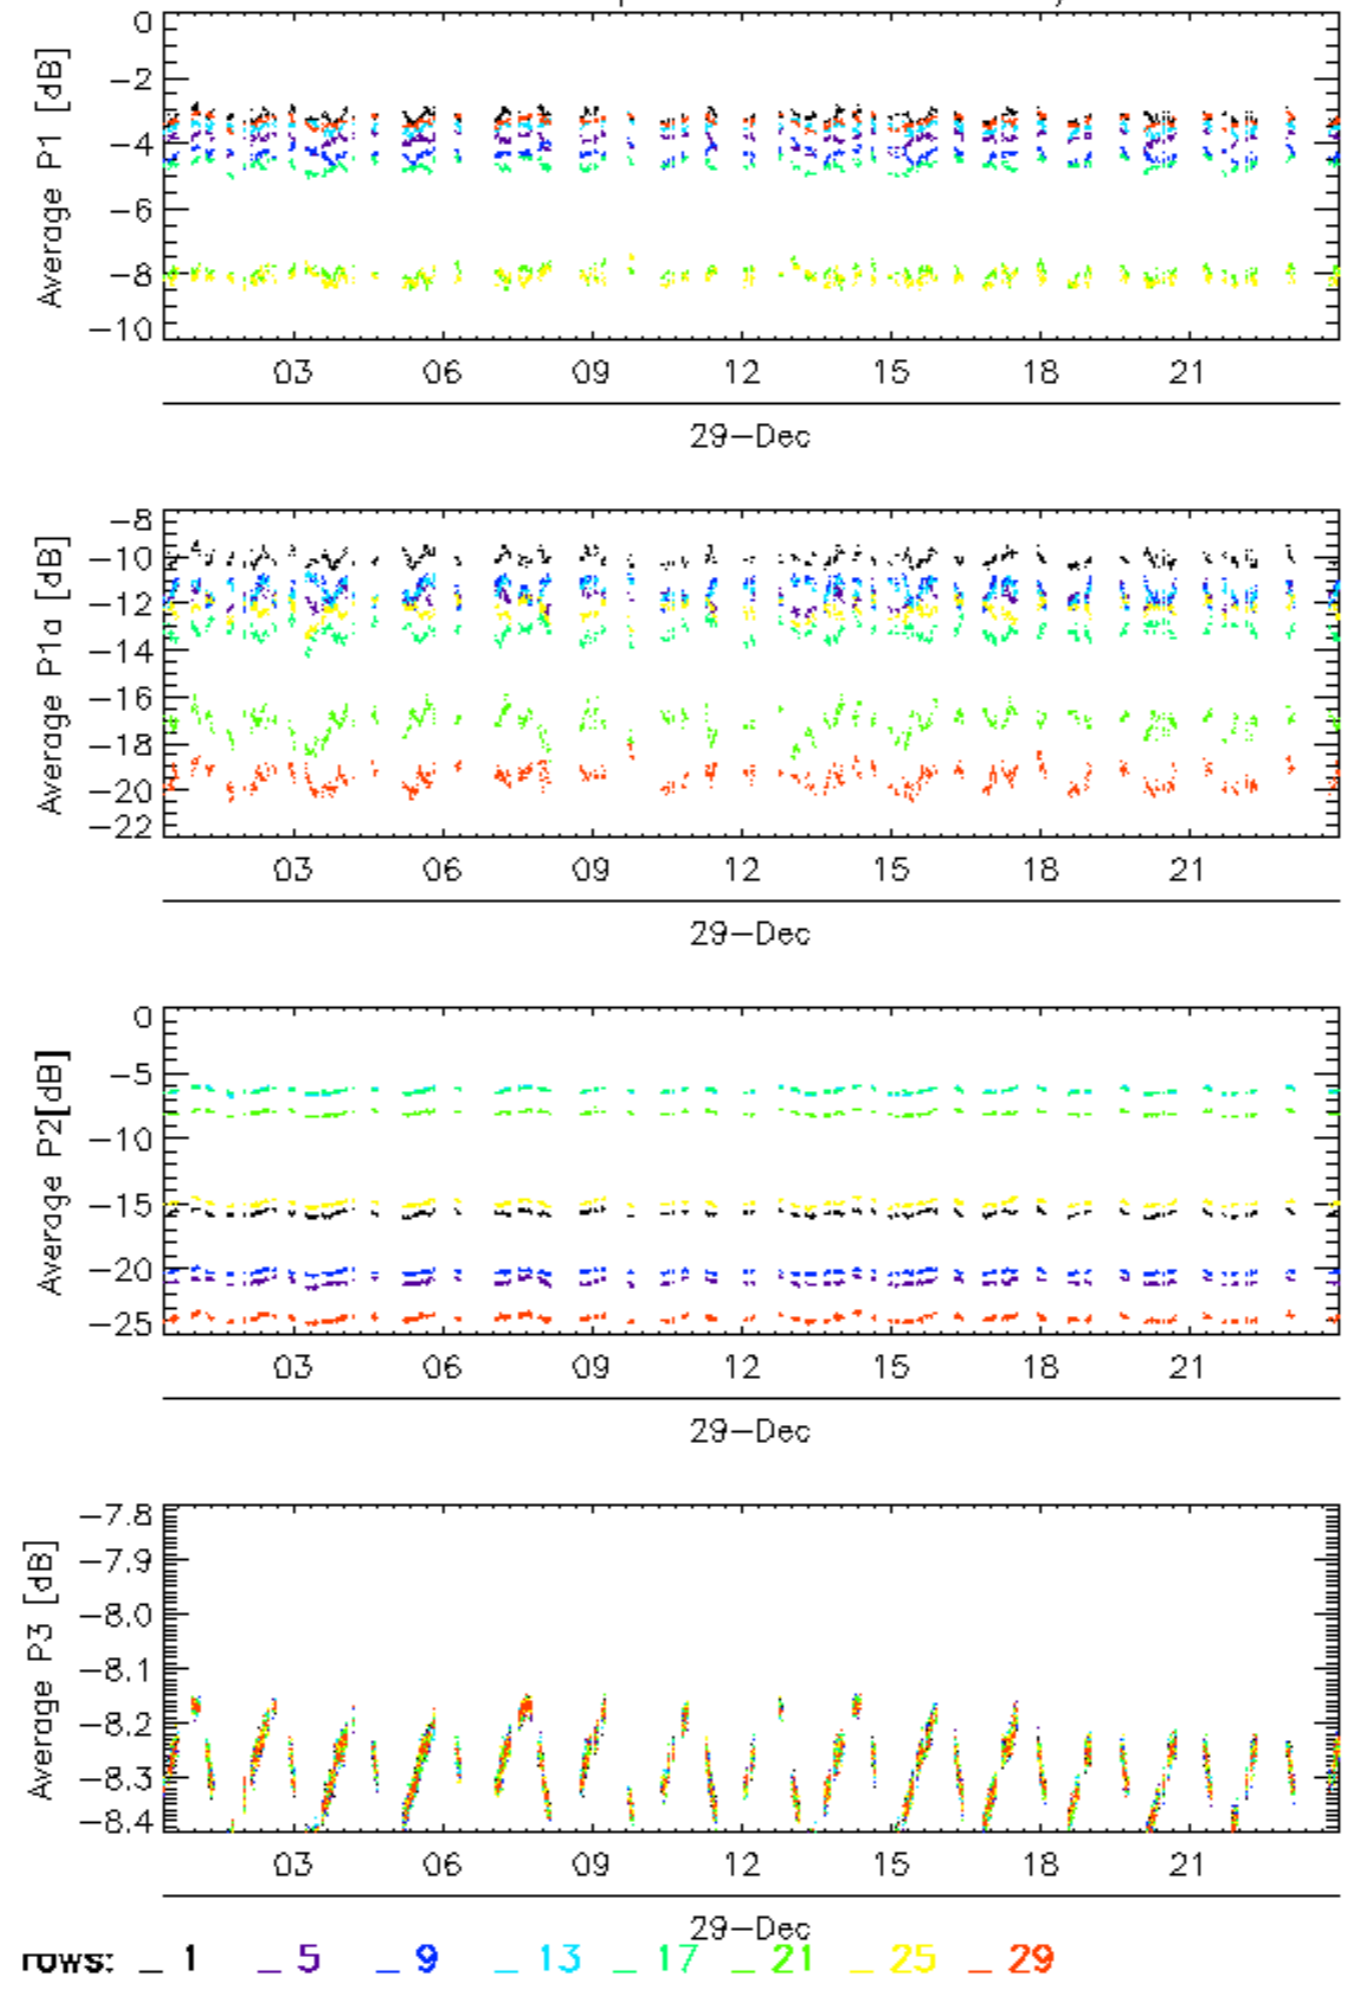 Average P1 [dB]
0
−2
−4
−6
−8
−10
03 06 09 12 15 18 21
29−Dec
Average P1a [dB]
−8
−10
−12
−14
−16
−18
−20
−22
03 06 09 12 15 18 21
29−Dec
Average P2[dB]
0
−5
−10
−15
−20
−25
03 06 09 12 15 18 21
29−Dec
Average P3 [dB]
−7.8
−7.9
−8.0
−8.1
−8.2
−8.3
−8.4
03 06 09 12 15 18 21
29−Dec
rows: _ 1 _ 5 _ 9 _ 13 _ 17 _ 21 _ 25 _ 29